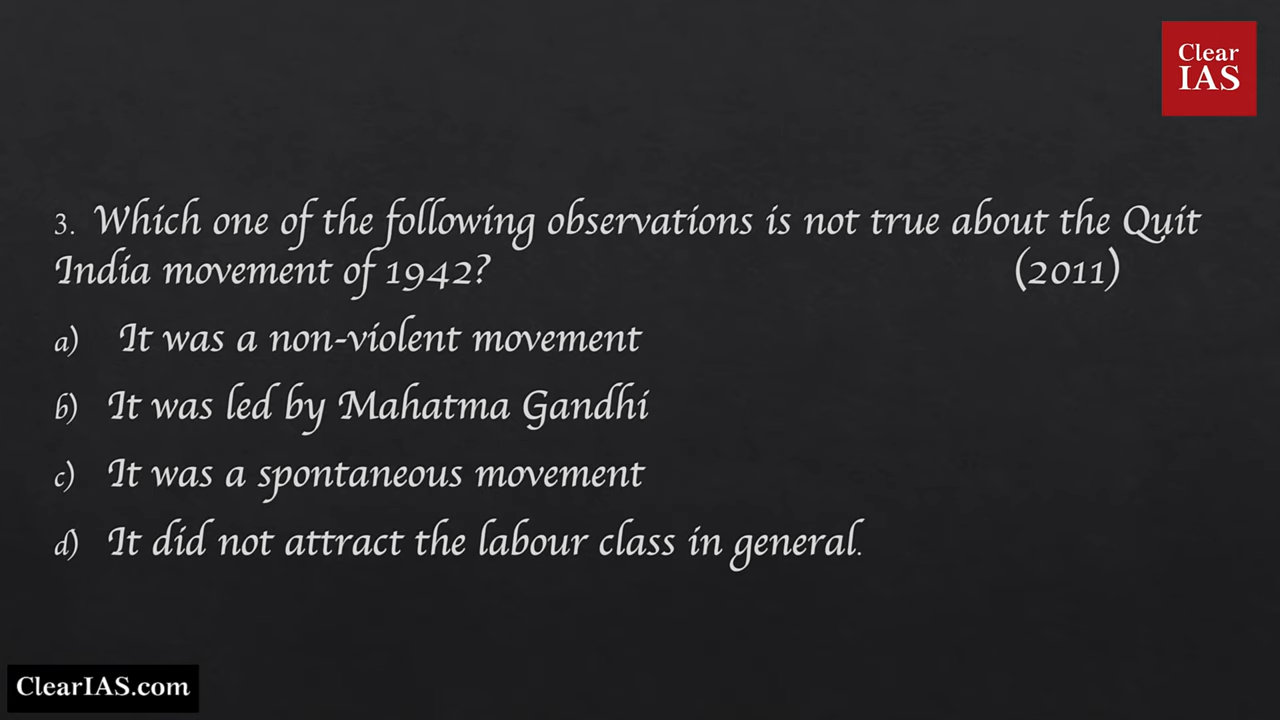 Clear
IAS
3. Which one of the following observations is not true about the Quit
India movement of 1942? (2011)
a) It was a non-violent movement
b) It was led by Mahatma Gandhi
c) It was a spontaneous movement
d) It did not attract the labour class in general.
ClearIAS.com